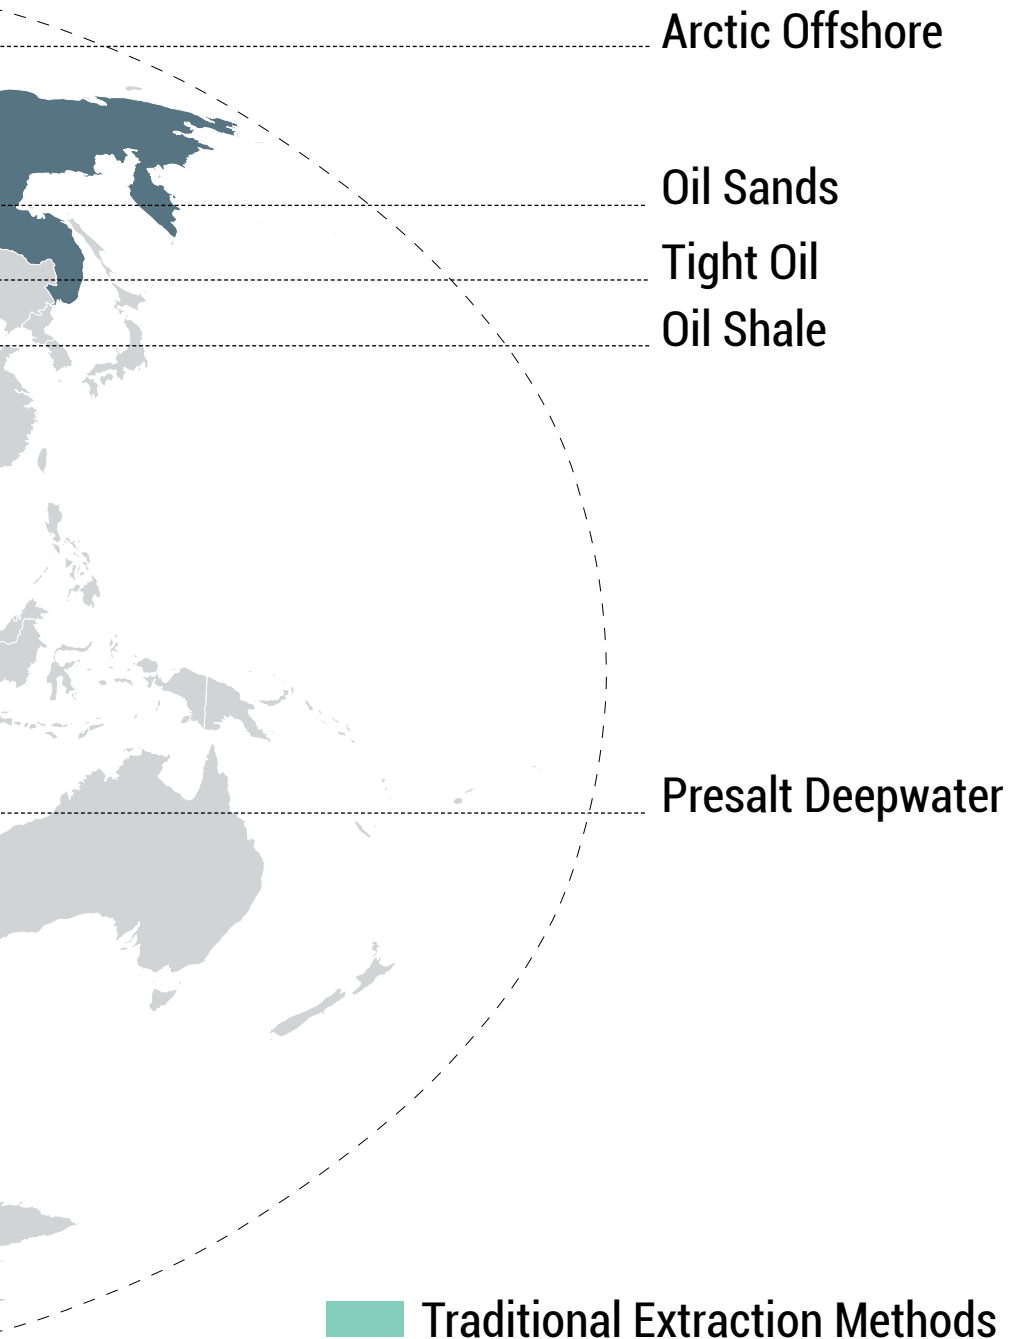 Arctic Offshore
Oil Sands
Tight Oil
Oil Shale
Presalt Deepwater
Traditional Extraction Methods